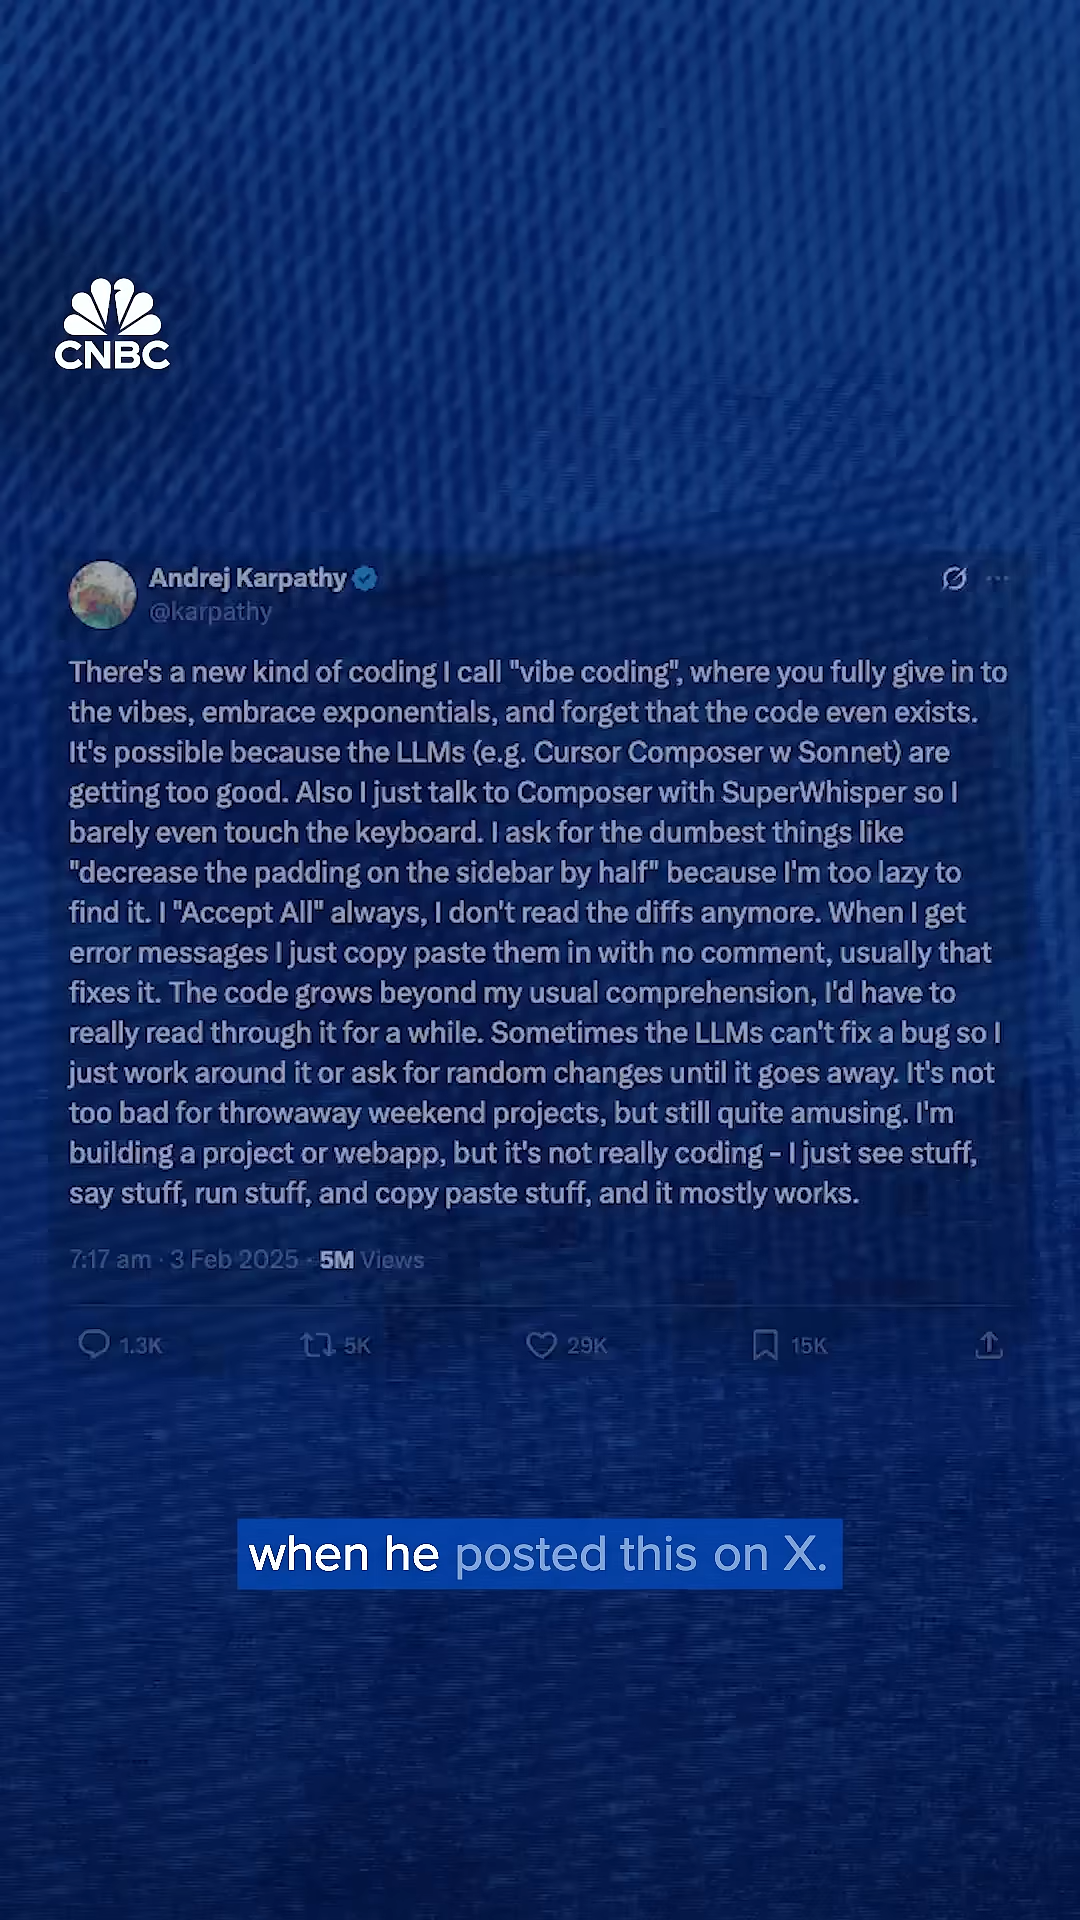 CNBC
Andrej Karpathy
@karpathy
There's a new kind of coding I call "vibe coding", where you fully give in to
the vibes, embrace exponentials, and forget that the code even exists.
It's possible because the LLMs (e.g. Cursor Composer w Sonnet) are
getting too good. Also I just talk to Composer with SuperWhisper so I
barely even touch the keyboard. I ask for the dumbest things like
"decrease the padding on the sidebar by half" because I'm too lazy to
find it. I "Accept All" always, I don't read the diffs anymore. When I get
error messages I just copy paste them in with no comment, usually that
fixes it. The code grows beyond my usual comprehension, I'd have to
really read through it for a while. Sometimes the LLMs can't fix a bug so I
just work around it or ask for random changes until it goes away. It's not
too bad for throwaway weekend projects, but still quite amusing. I'm
building a project or webapp, but it's not really coding - I just see stuff,
say stuff, run stuff, and copy paste stuff, and it mostly works.
7:17 am · 3 Feb 2025 · 5M Views
1.3K 5K 29K 15K
when he posted this on X.